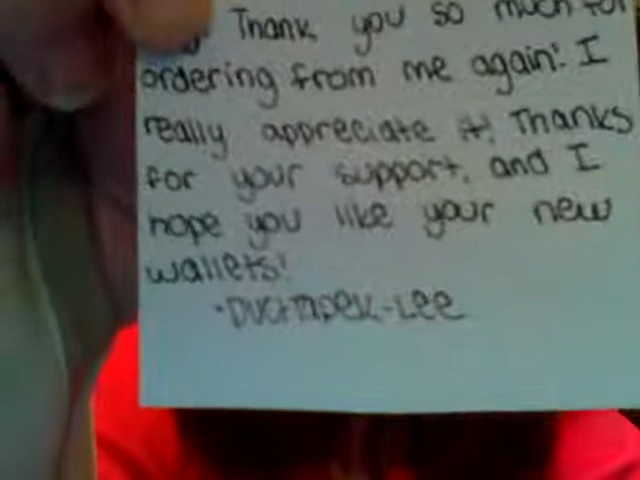 Thank you so much for
ordering from me again! I
really appreciate it! Thanks
for your support, and I
hope you like your new
wallets!